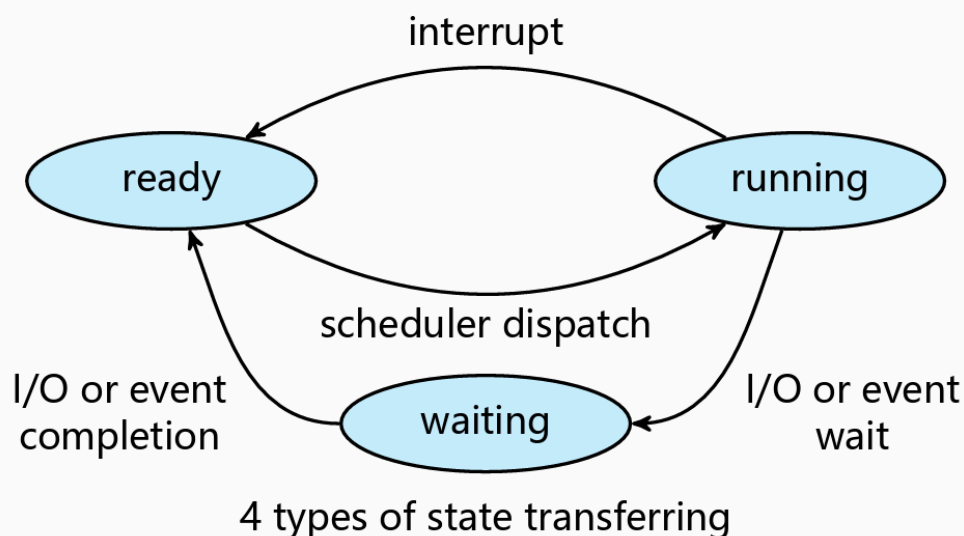 interrupt
ready
running
scheduler dispatch
I/O or event
completion
waiting
I/O or event
wait
4 types of state transferring